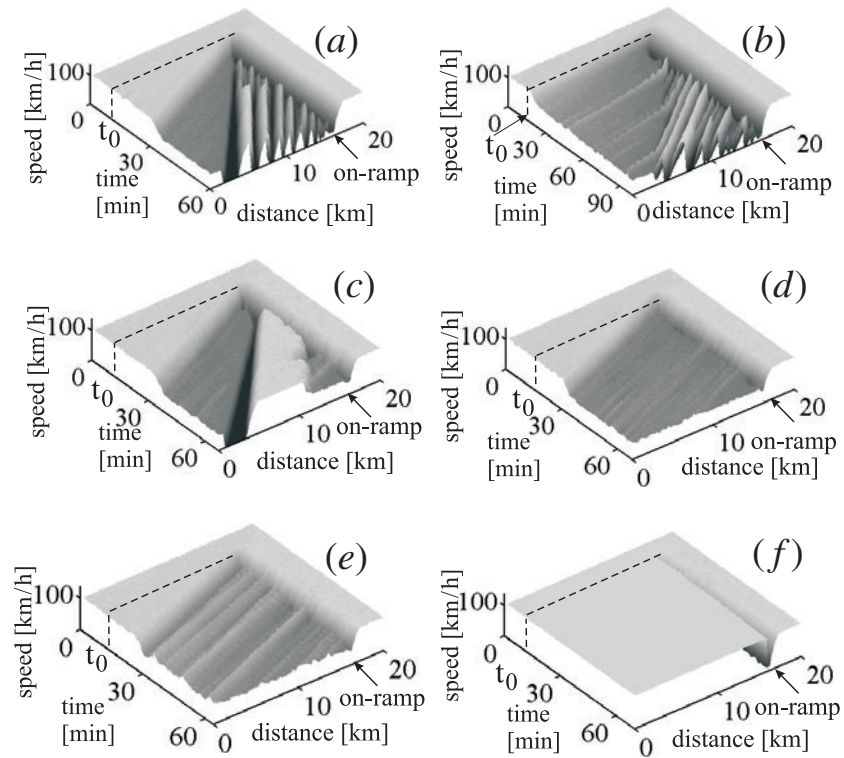 (a)
speed [km/h]
100
0
t0
30
time
[min]
60
0
10
20
on-ramp
distance [km]
(b)
speed [km/h]
100
0
t0
30
60
time
[min]
90
0
10
20
on-ramp
distance [km]
(c)
speed [km/h]
100
0
t0
30
time
[min]
60
0
10
20
on-ramp
distance [km]
(d)
speed [km/h]
100
0
t0
30
time
[min]
60
0
10
20
on-ramp
distance [km]
(e)
speed [km/h]
100
0
t0
30
time
[min]
60
0
10
20
on-ramp
distance [km]
(f)
speed [km/h]
100
0
t0
30
time
[min]
60
0
10
20
on-ramp
distance [km]